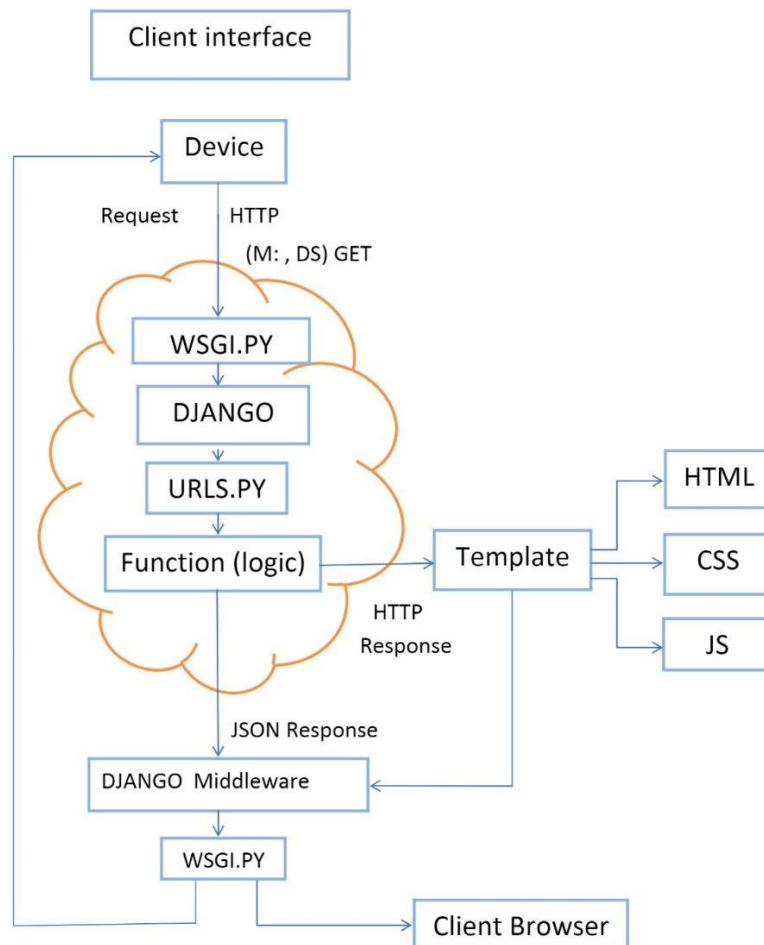 Client interface
Device
Request
HTTP
(M: , DS) GET
WSGI.PY
DJANGO
URLS.PY
Function (logic)
Template
HTML
CSS
JS
HTTP
Response
JSON Response
DJANGO Middleware
WSGI.PY
Client Browser